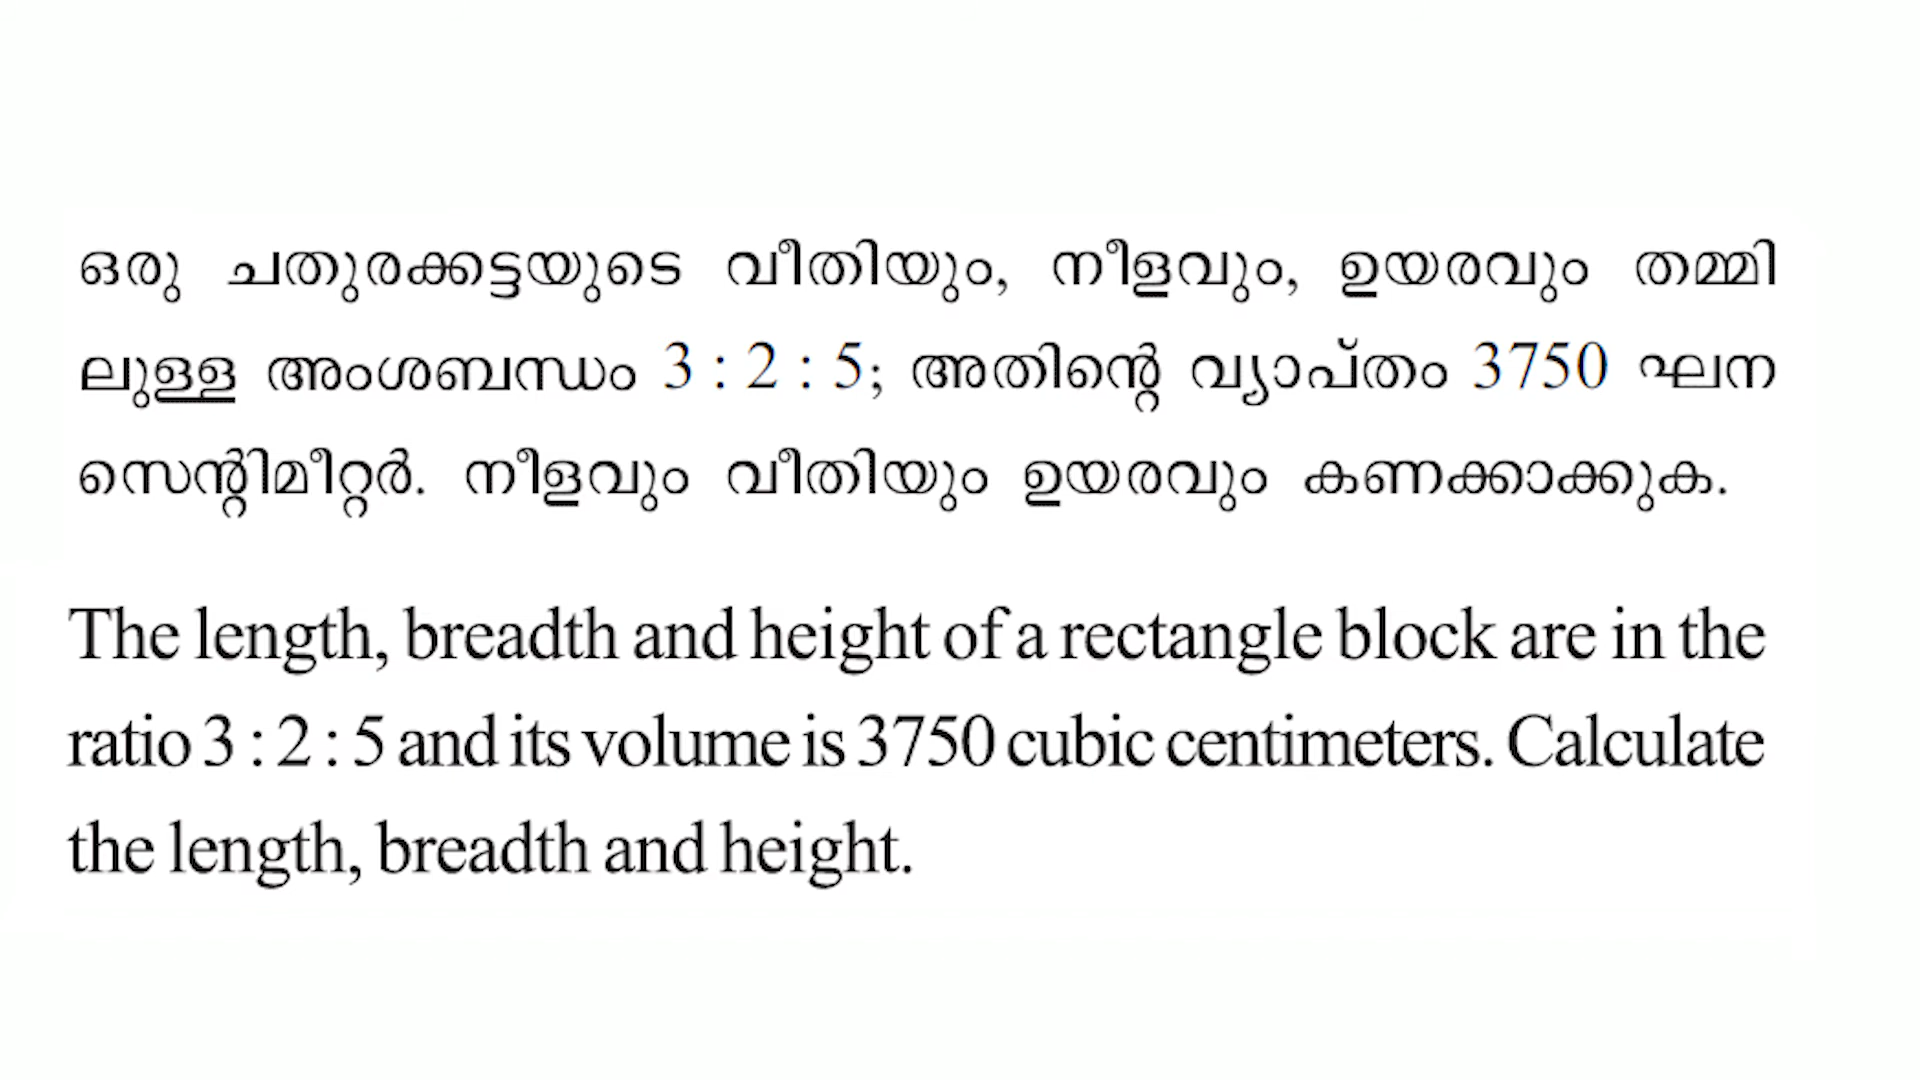 ഒരു ചതുരക്കട്ടയുടെ വീതിയും, നീളവും, ഉയരവും തമ്മി
ലുള്ള അംശബന്ധം 3 : 2 : 5; അതിന്റെ വ്യാപ്തം 3750 ഘന
സെന്റിമീറ്റർ. നീളവും വീതിയും ഉയരവും കണക്കാക്കുക.
The length, breadth and height of a rectangle block are in the
ratio 3 : 2 : 5 and its volume is 3750 cubic centimeters. Calculate
the length, breadth and height.